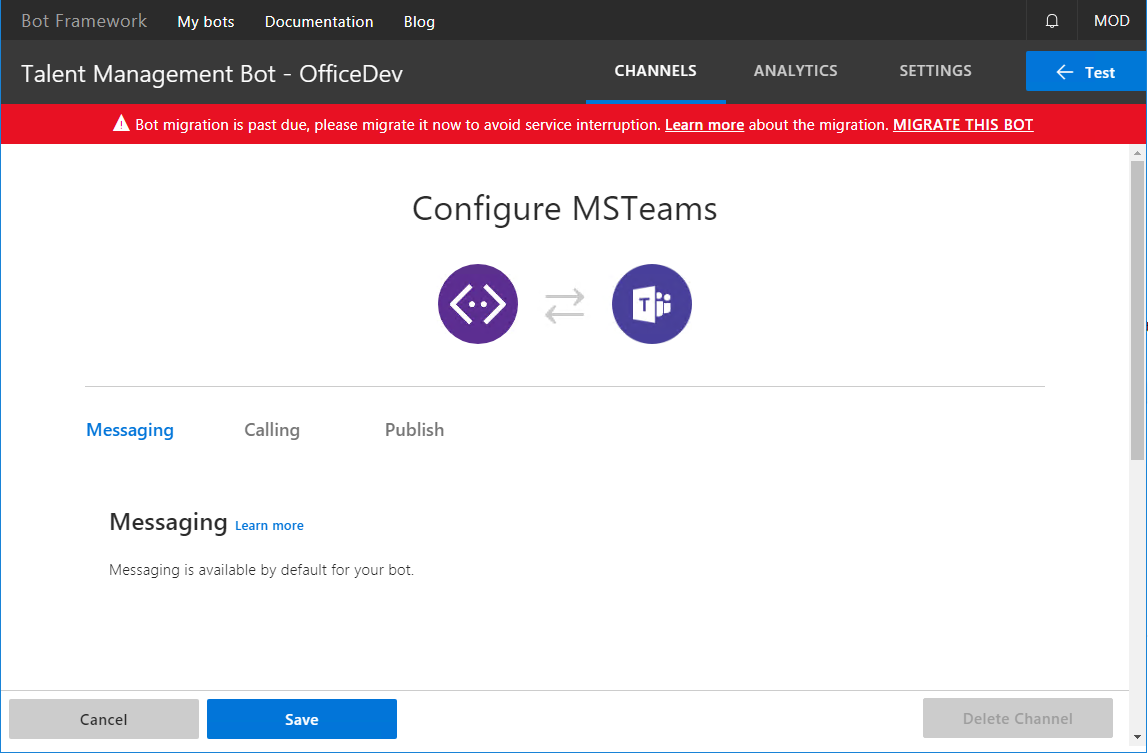 Bot Framework My bots Documentation Blog MOD
Talent Management Bot - OfficeDev CHANNELS ANALYTICS SETTINGS Test
Bot migration is past due, please migrate it now to avoid service interruption. Learn more about the migration. MIGRATE THIS BOT
Configure MSTeams
T
Messaging Calling Publish
Messaging Learn more
Messaging is available by default for your bot.
Cancel Save Delete Channel